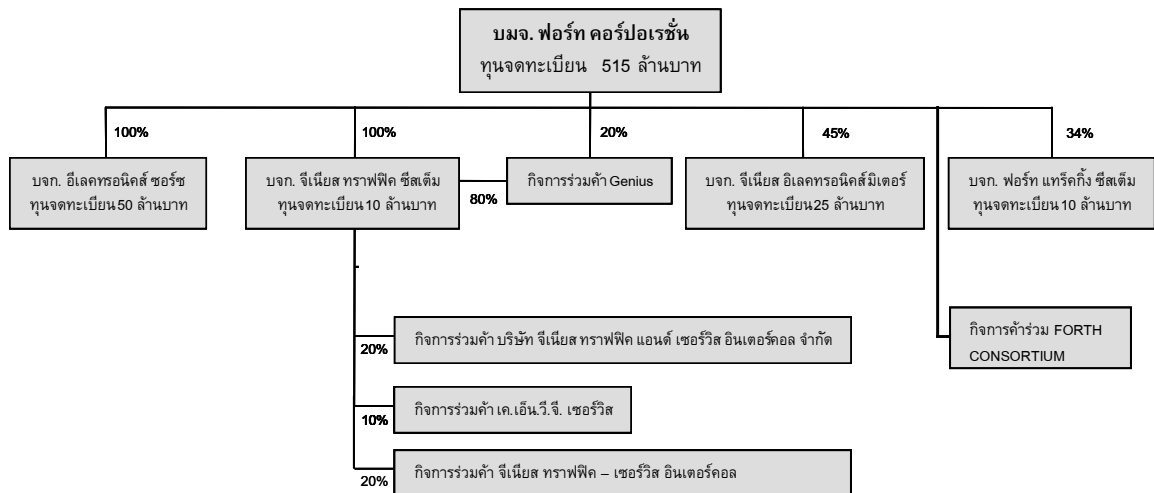 บมจ. ฟอร์ท คอร์ปอเรชั่น
ทุนจดทะเบียน 515 ล้านบาท
100%
100%
20%
45%
34%
บจก. อีเลคทรอนิคส์ ซอร์ซ
ทุนจดทะเบียน 50 ล้านบาท
บจก. จีเนียส ทราฟฟิค ซีสเต็ม
ทุนจดทะเบียน 10 ล้านบาท
80%
กิจการร่วมค้า Genius
บจก. จีเนียส อิเลคทรอนิคส์ มิเตอร์
ทุนจดทะเบียน 25 ล้านบาท
บจก. ฟอร์ท แทร็คกิ้ง ซีสเต็ม
ทุนจดทะเบียน 10 ล้านบาท
20%
กิจการร่วมค้า บริษัท จีเนียส ทราฟฟิค แอนด์ เซอร์วิส อินเตอร์คอล จำกัด
กิจการค้าร่วม FORTH
CONSORTIUM
10%
กิจการร่วมค้า เค.เอ็น.วี.จี. เซอร์วิส
20%
กิจการร่วมค้า จีเนียส ทราฟฟิค – เซอร์วิส อินเตอร์คอล